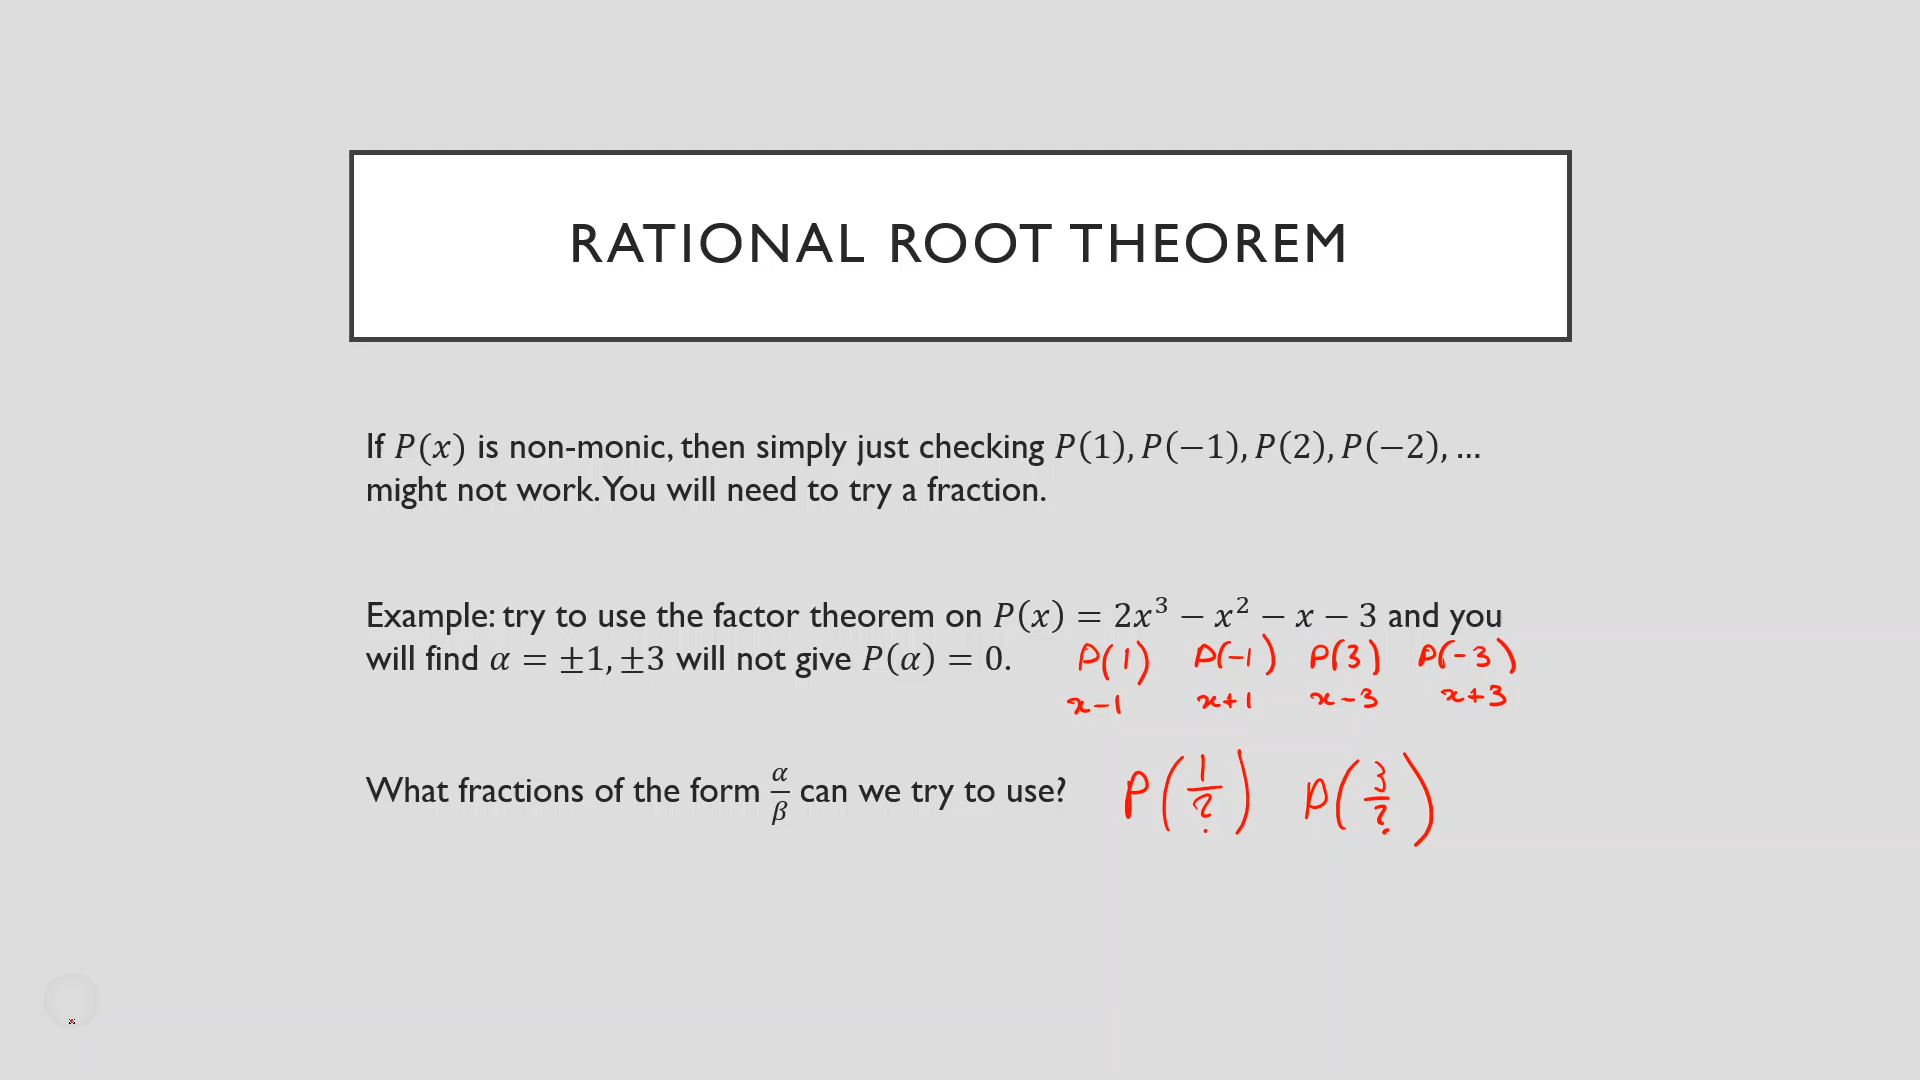 RATIONAL ROOT THEOREM
If P(x) is non-monic, then simply just checking P(1), P(−1), P(2), P(−2), …
might not work. You will need to try a fraction.
Example: try to use the factor theorem on P(x) = 2x³ − x² − x − 3 and you
will find α = ±1, ±3 will not give P(α) = 0. P(1) P(-1) P(3) P(-3)
x-1 x+1 x-3 x+3
What fractions of the form α/β can we try to use? P(1/?) P(3/?)